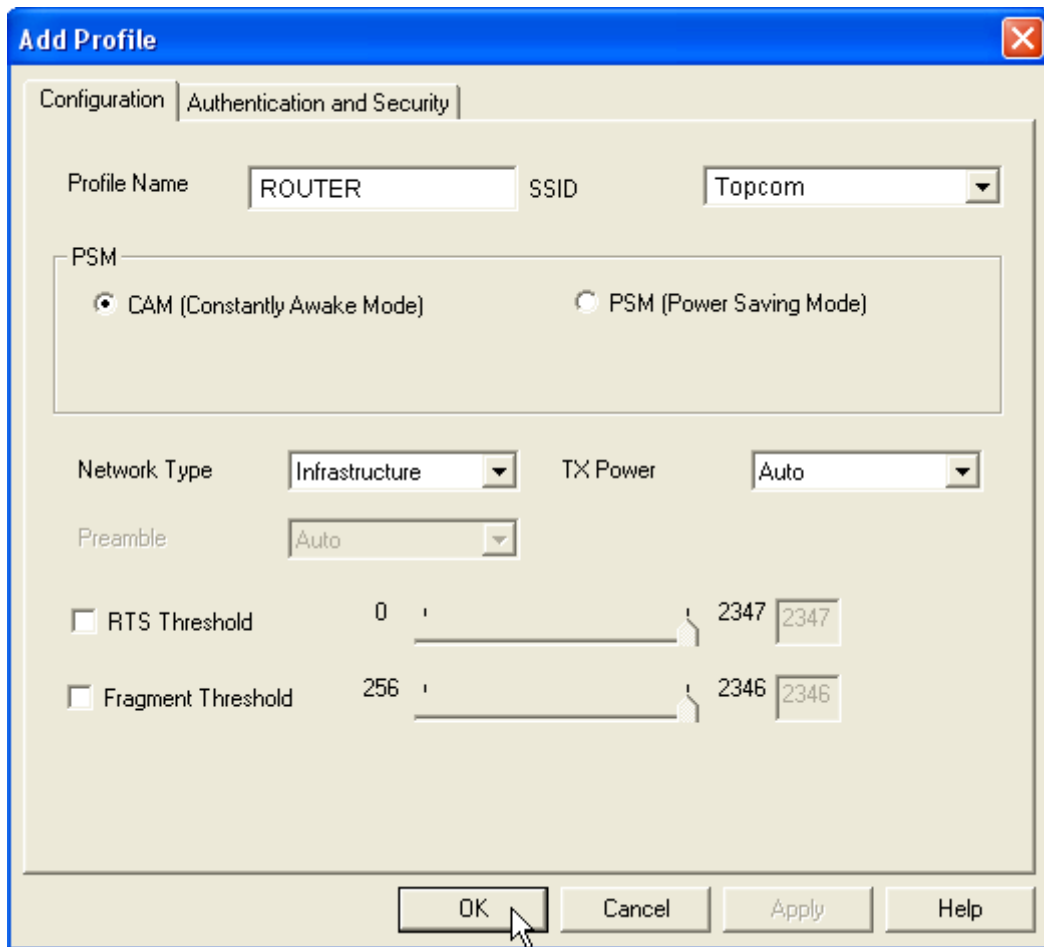 Add Profile
Configuration Authentication and Security
Profile Name ROUTER SSID Topcom
PSM
CAM (Constantly Awake Mode) PSM (Power Saving Mode)
Network Type Infrastructure TX Power Auto
Preamble Auto
RTS Threshold 0 2347 2347
Fragment Threshold 256 2346 2346
OK Cancel Apply Help